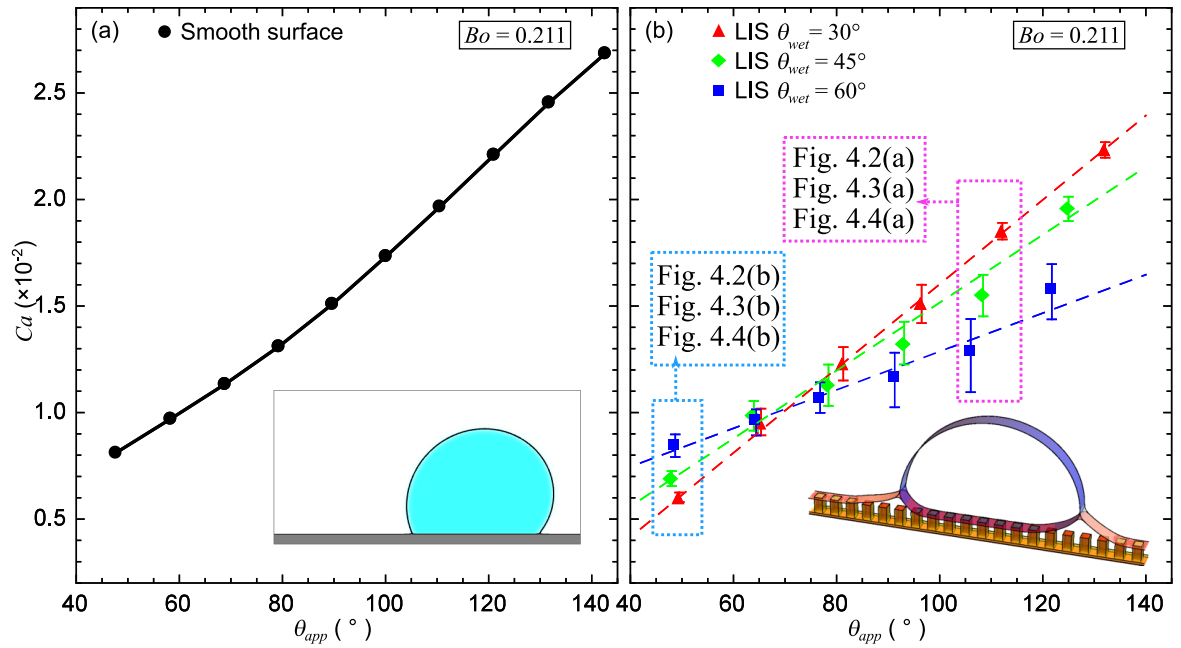 (a)
Smooth surface
Bo = 0.211
2.5
2.0
1.5
1.0
0.5
Ca (×10⁻²)
40
60
80
100
120
140
θapp ( ° )
(b)
LIS θwet = 30°
LIS θwet = 45°
LIS θwet = 60°
Bo = 0.211
Fig. 4.2(a)
Fig. 4.3(a)
Fig. 4.4(a)
Fig. 4.2(b)
Fig. 4.3(b)
Fig. 4.4(b)
40
60
80
100
120
140
θapp ( ° )